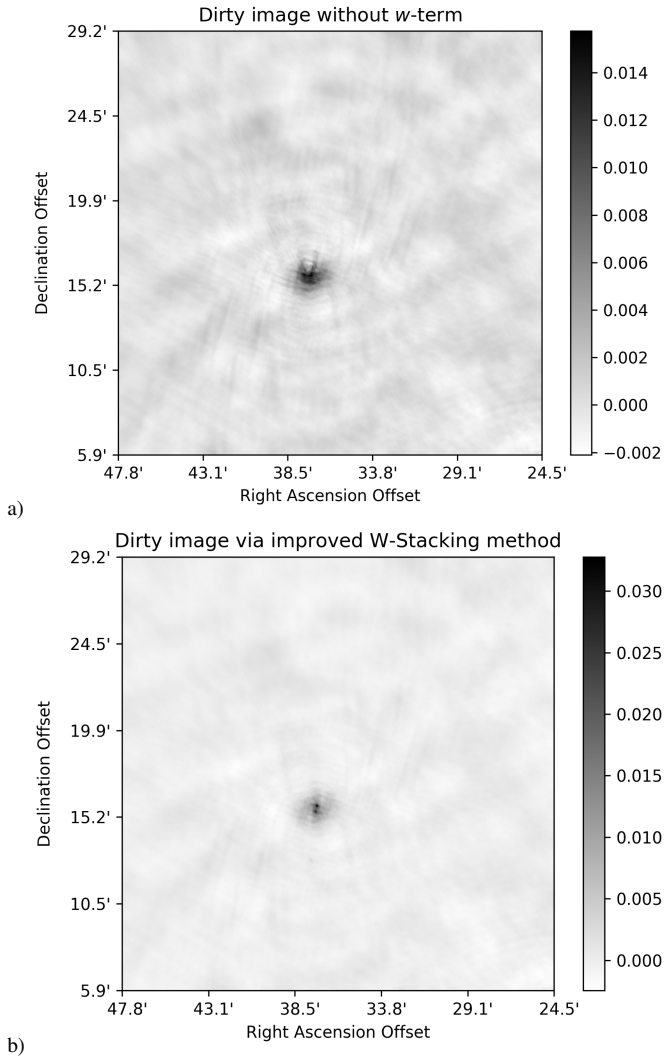 Dirty image without w-term
29.2'
24.5'
19.9'
15.2'
10.5'
5.9'
Declination Offset
47.8' 43.1' 38.5' 33.8' 29.1' 24.5'
Right Ascension Offset
0.014
0.012
0.010
0.008
0.006
0.004
0.002
0.000
−0.002
a)
Dirty image via improved W-Stacking method
29.2'
24.5'
19.9'
15.2'
10.5'
5.9'
Declination Offset
47.8' 43.1' 38.5' 33.8' 29.1' 24.5'
Right Ascension Offset
0.030
0.025
0.020
0.015
0.010
0.005
0.000
b)